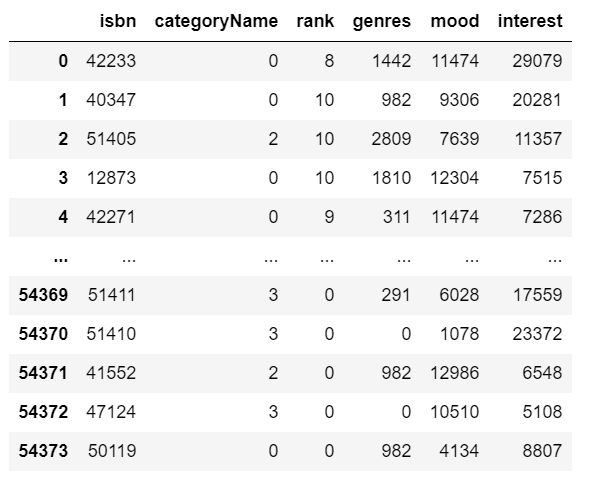 isbn categoryName rank genres mood interest
0 42233 0 8 1442 11474 29079
1 40347 0 10 982 9306 20281
2 51405 2 10 2809 7639 11357
3 12873 0 10 1810 12304 7515
4 42271 0 9 311 11474 7286
... ... ... ... ... ... ...
54369 51411 3 0 291 6028 17559
54370 51410 3 0 0 1078 23372
54371 41552 2 0 982 12986 6548
54372 47124 3 0 0 10510 5108
54373 50119 0 0 982 4134 8807